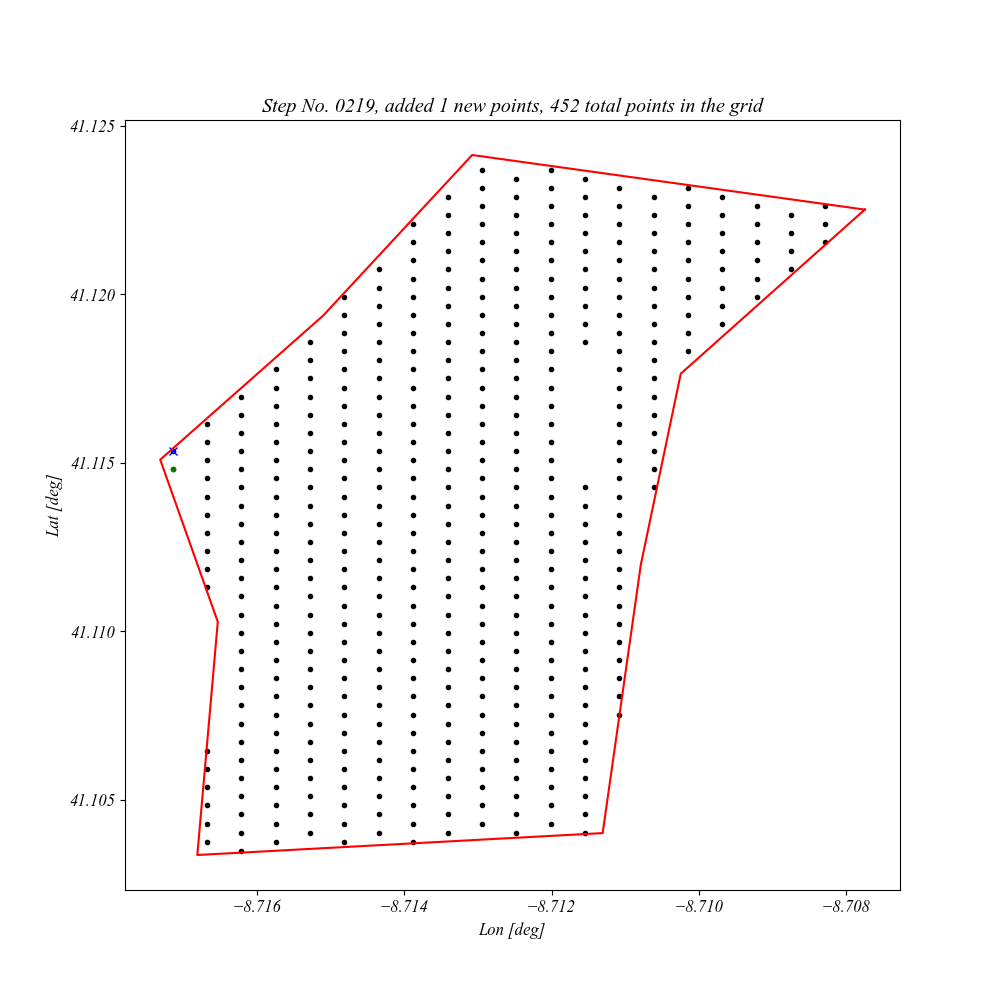 Step No. 0219, added 1 new points, 452 total points in the grid
41.125
41.120
41.115
41.110
41.105
Lat [deg]
−8.716 −8.714 −8.712 −8.710 −8.708
Lon [deg]